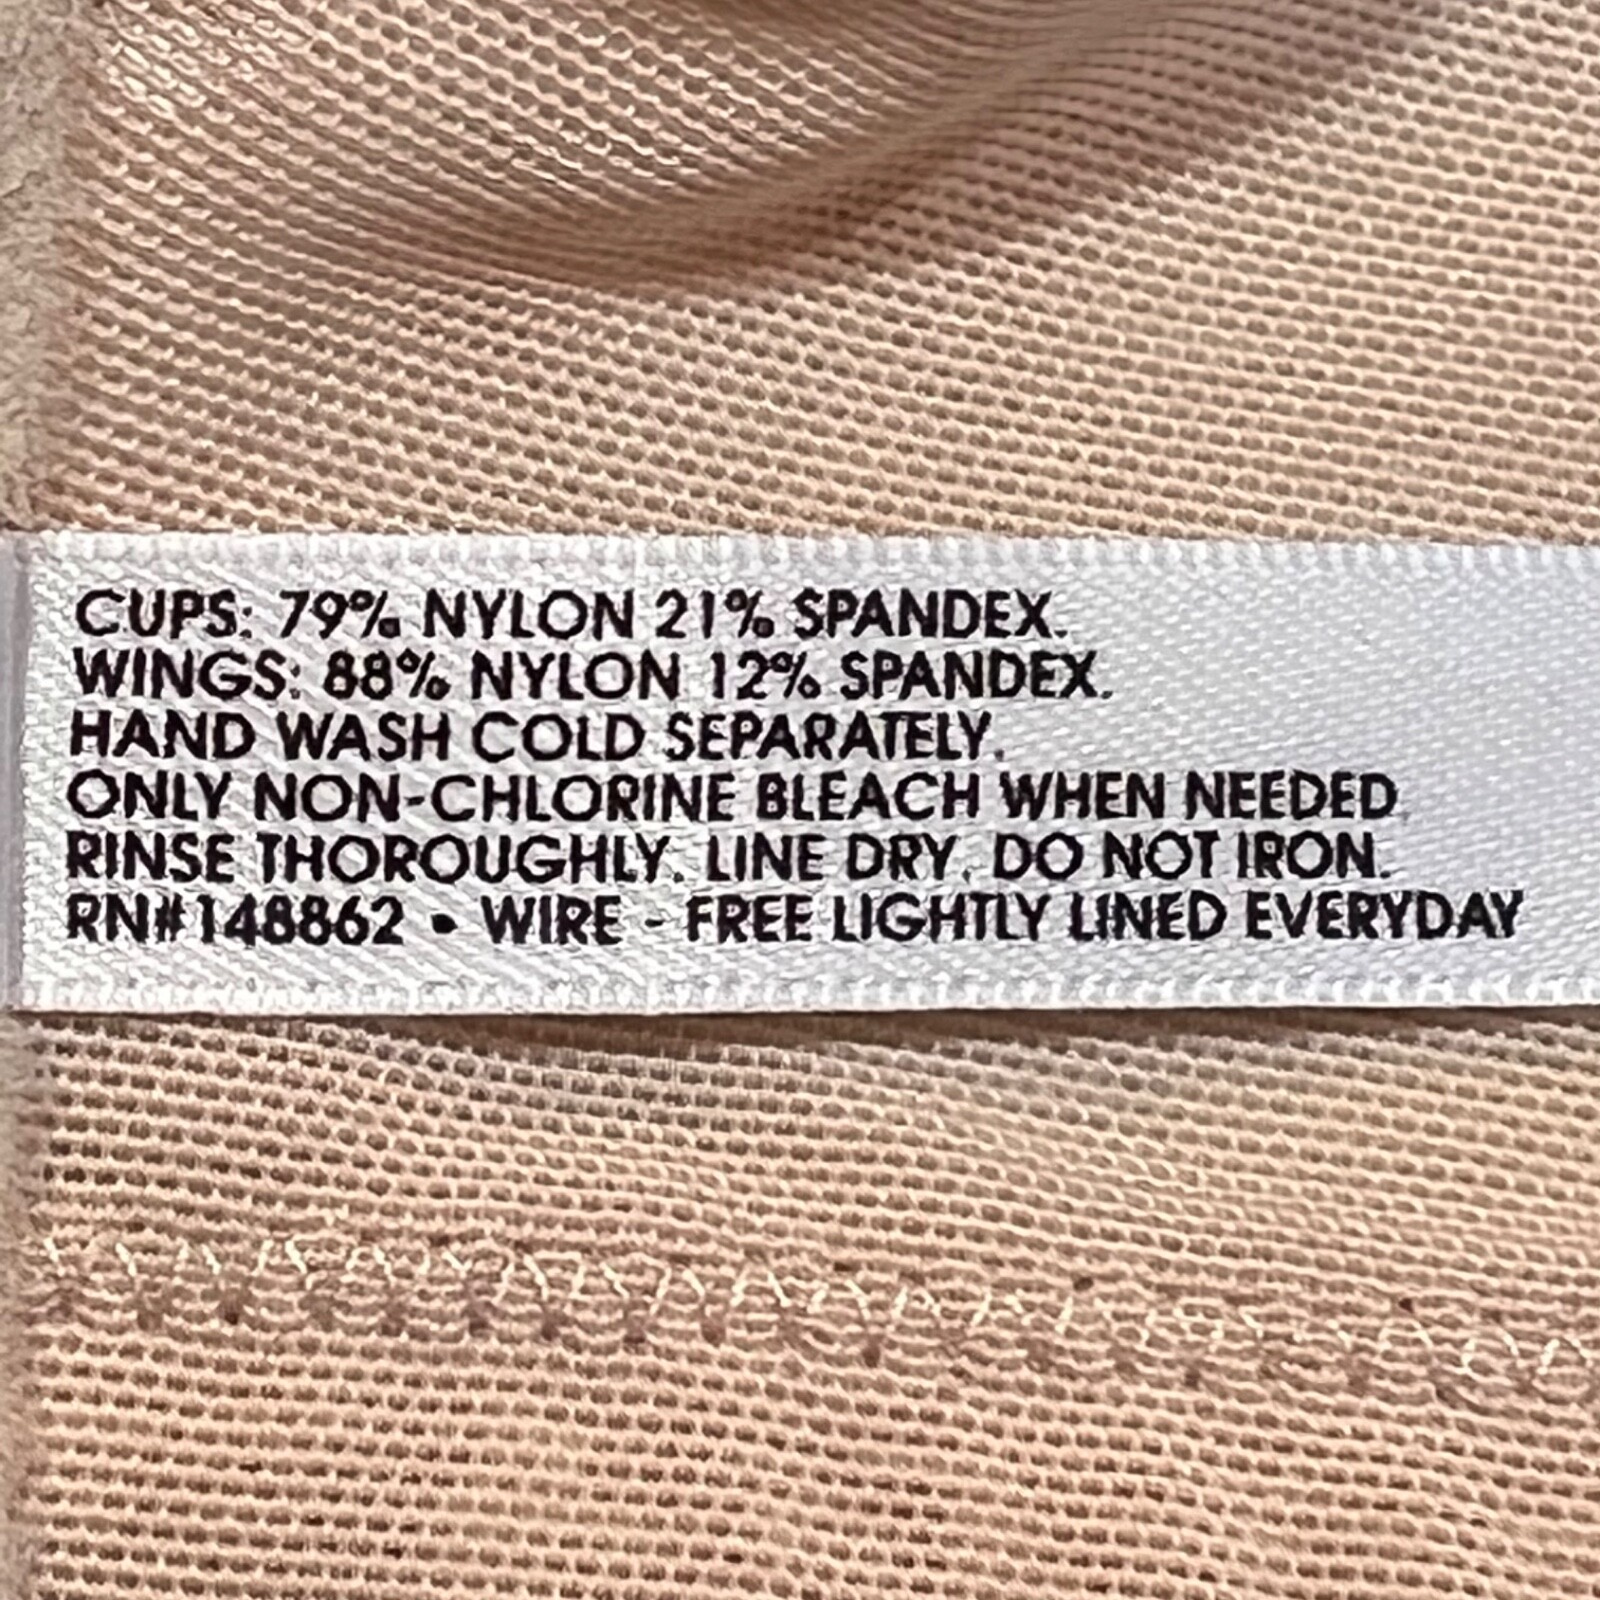 CUPS: 79% NYLON 21% SPANDEX.
WINGS: 88% NYLON 12% SPANDEX.
HAND WASH COLD SEPARATELY.
ONLY NON-CHLORINE BLEACH WHEN NEEDED.
RINSE THOROUGHLY. LINE DRY. DO NOT IRON.
RN#148862 • WIRE - FREE LIGHTLY LINED EVERYDAY